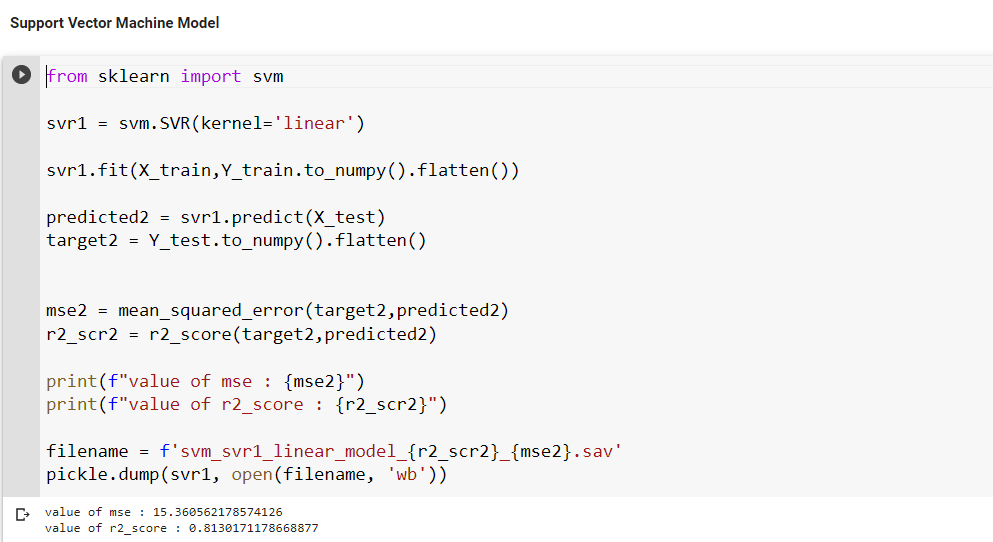 Support Vector Machine Model
from sklearn import svm
svr1 = svm.SVR(kernel='linear')
svr1.fit(X_train,Y_train.to_numpy().flatten())
predicted2 = svr1.predict(X_test)
target2 = Y_test.to_numpy().flatten()
mse2 = mean_squared_error(target2,predicted2)
r2_scr2 = r2_score(target2,predicted2)
print(f"value of mse : {mse2}")
print(f"value of r2_score : {r2_scr2}")
filename = f'svm_svr1_linear_model_{r2_scr2}_{mse2}.sav'
pickle.dump(svr1, open(filename, 'wb'))
value of mse : 15.360562178574126
value of r2_score : 0.8130171178668877